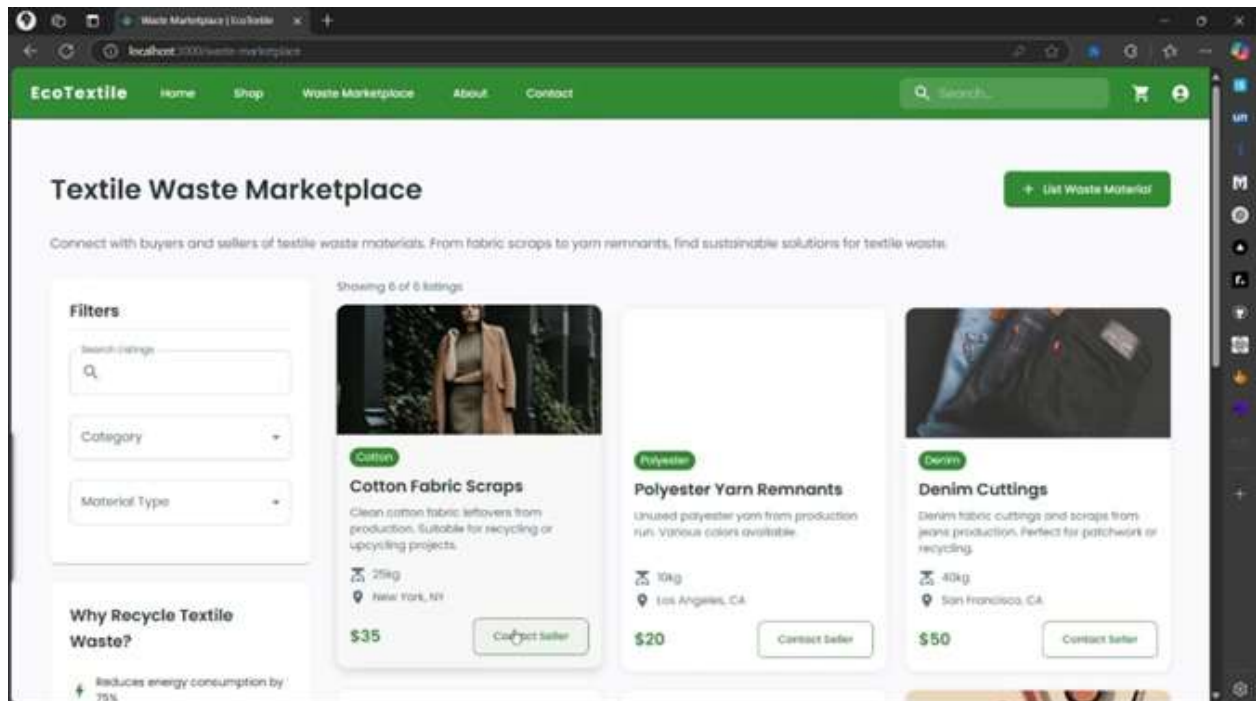 Waste Marketplace | EcoTextile
localhost:3000/waste-marketplace
EcoTextile Home Shop Waste Marketplace About Contact Search...
Textile Waste Marketplace
+ List Waste Material
Connect with buyers and sellers of textile waste materials. From fabric scraps to yarn remnants, find sustainable solutions for textile waste.
Showing 6 of 6 listings
Filters
Search Listings
Category
Material Type
Why Recycle Textile
Waste?
Reduces energy consumption by
75%
Cotton
Cotton Fabric Scraps
Clean cotton fabric leftovers from
production. Suitable for recycling or
upcycling projects.
25kg
New York, NY
$35 Contact Seller
Polyester
Polyester Yarn Remnants
Unused polyester yarn from production
run. Various colors available.
10kg
Los Angeles, CA
$20 Contact Seller
Denim
Denim Cuttings
Denim fabric cuttings and scraps from
jeans production. Perfect for patchwork or
recycling.
40kg
San Francisco, CA
$50 Contact Seller
un
M